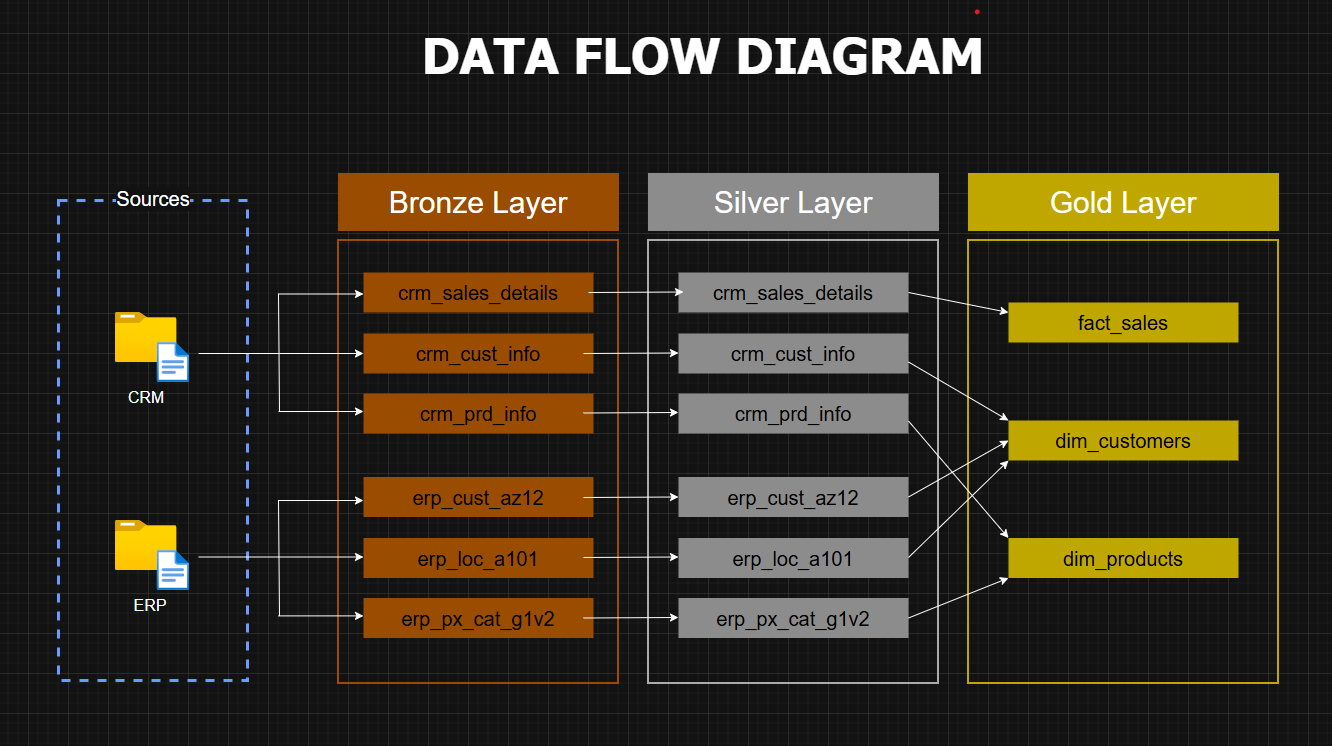 DATA FLOW DIAGRAM
Sources
CRM
ERP
Bronze Layer
crm_sales_details
crm_cust_info
crm_prd_info
erp_cust_az12
erp_loc_a101
erp_px_cat_g1v2
Silver Layer
crm_sales_details
crm_cust_info
crm_prd_info
erp_cust_az12
erp_loc_a101
erp_px_cat_g1v2
Gold Layer
fact_sales
dim_customers
dim_products